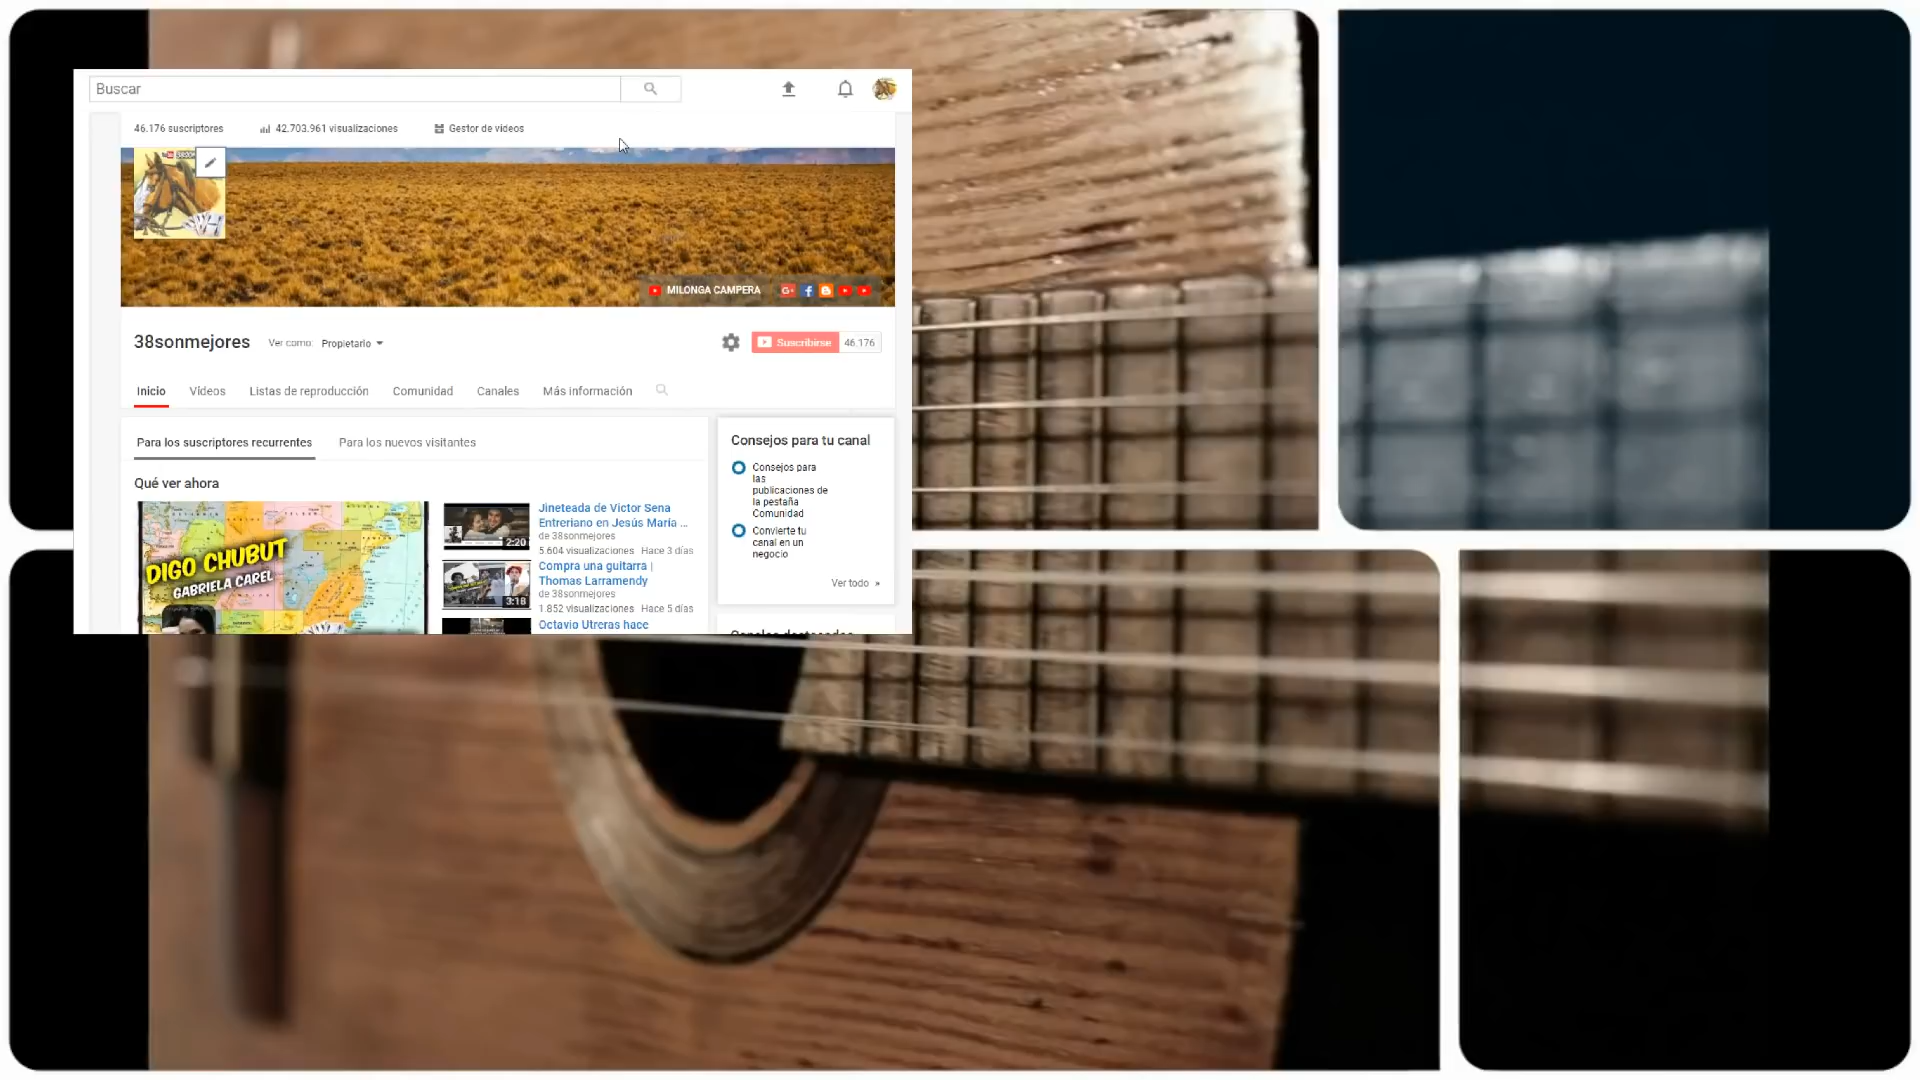 Buscar
46.176 suscriptores 42.703.961 visualizaciones Gestor de vídeos
MILONGA CAMPERA
38sonmejores Ver como: Propietario Suscribirse 46.176
Inicio Vídeos Listas de reproducción Comunidad Canales Más información
Para los suscriptores recurrentes Para los nuevos visitantes
Qué ver ahora
DIGO CHUBUT
GABRIELA CAREL
Jineteada de Victor Sena
Entreriano en Jesús María ...
de 38sonmejores
2:20
5.604 visualizaciones Hace 3 días
Compra una guitarra |
Thomas Larramendy
de 38sonmejores
3:18
1.852 visualizaciones Hace 5 días
Octavio Utreras hace
Consejos para tu canal
Consejos para
las
publicaciones de
la pestaña
Comunidad
Convierte tu
canal en un
negocio
Ver todo »
Canales destacados